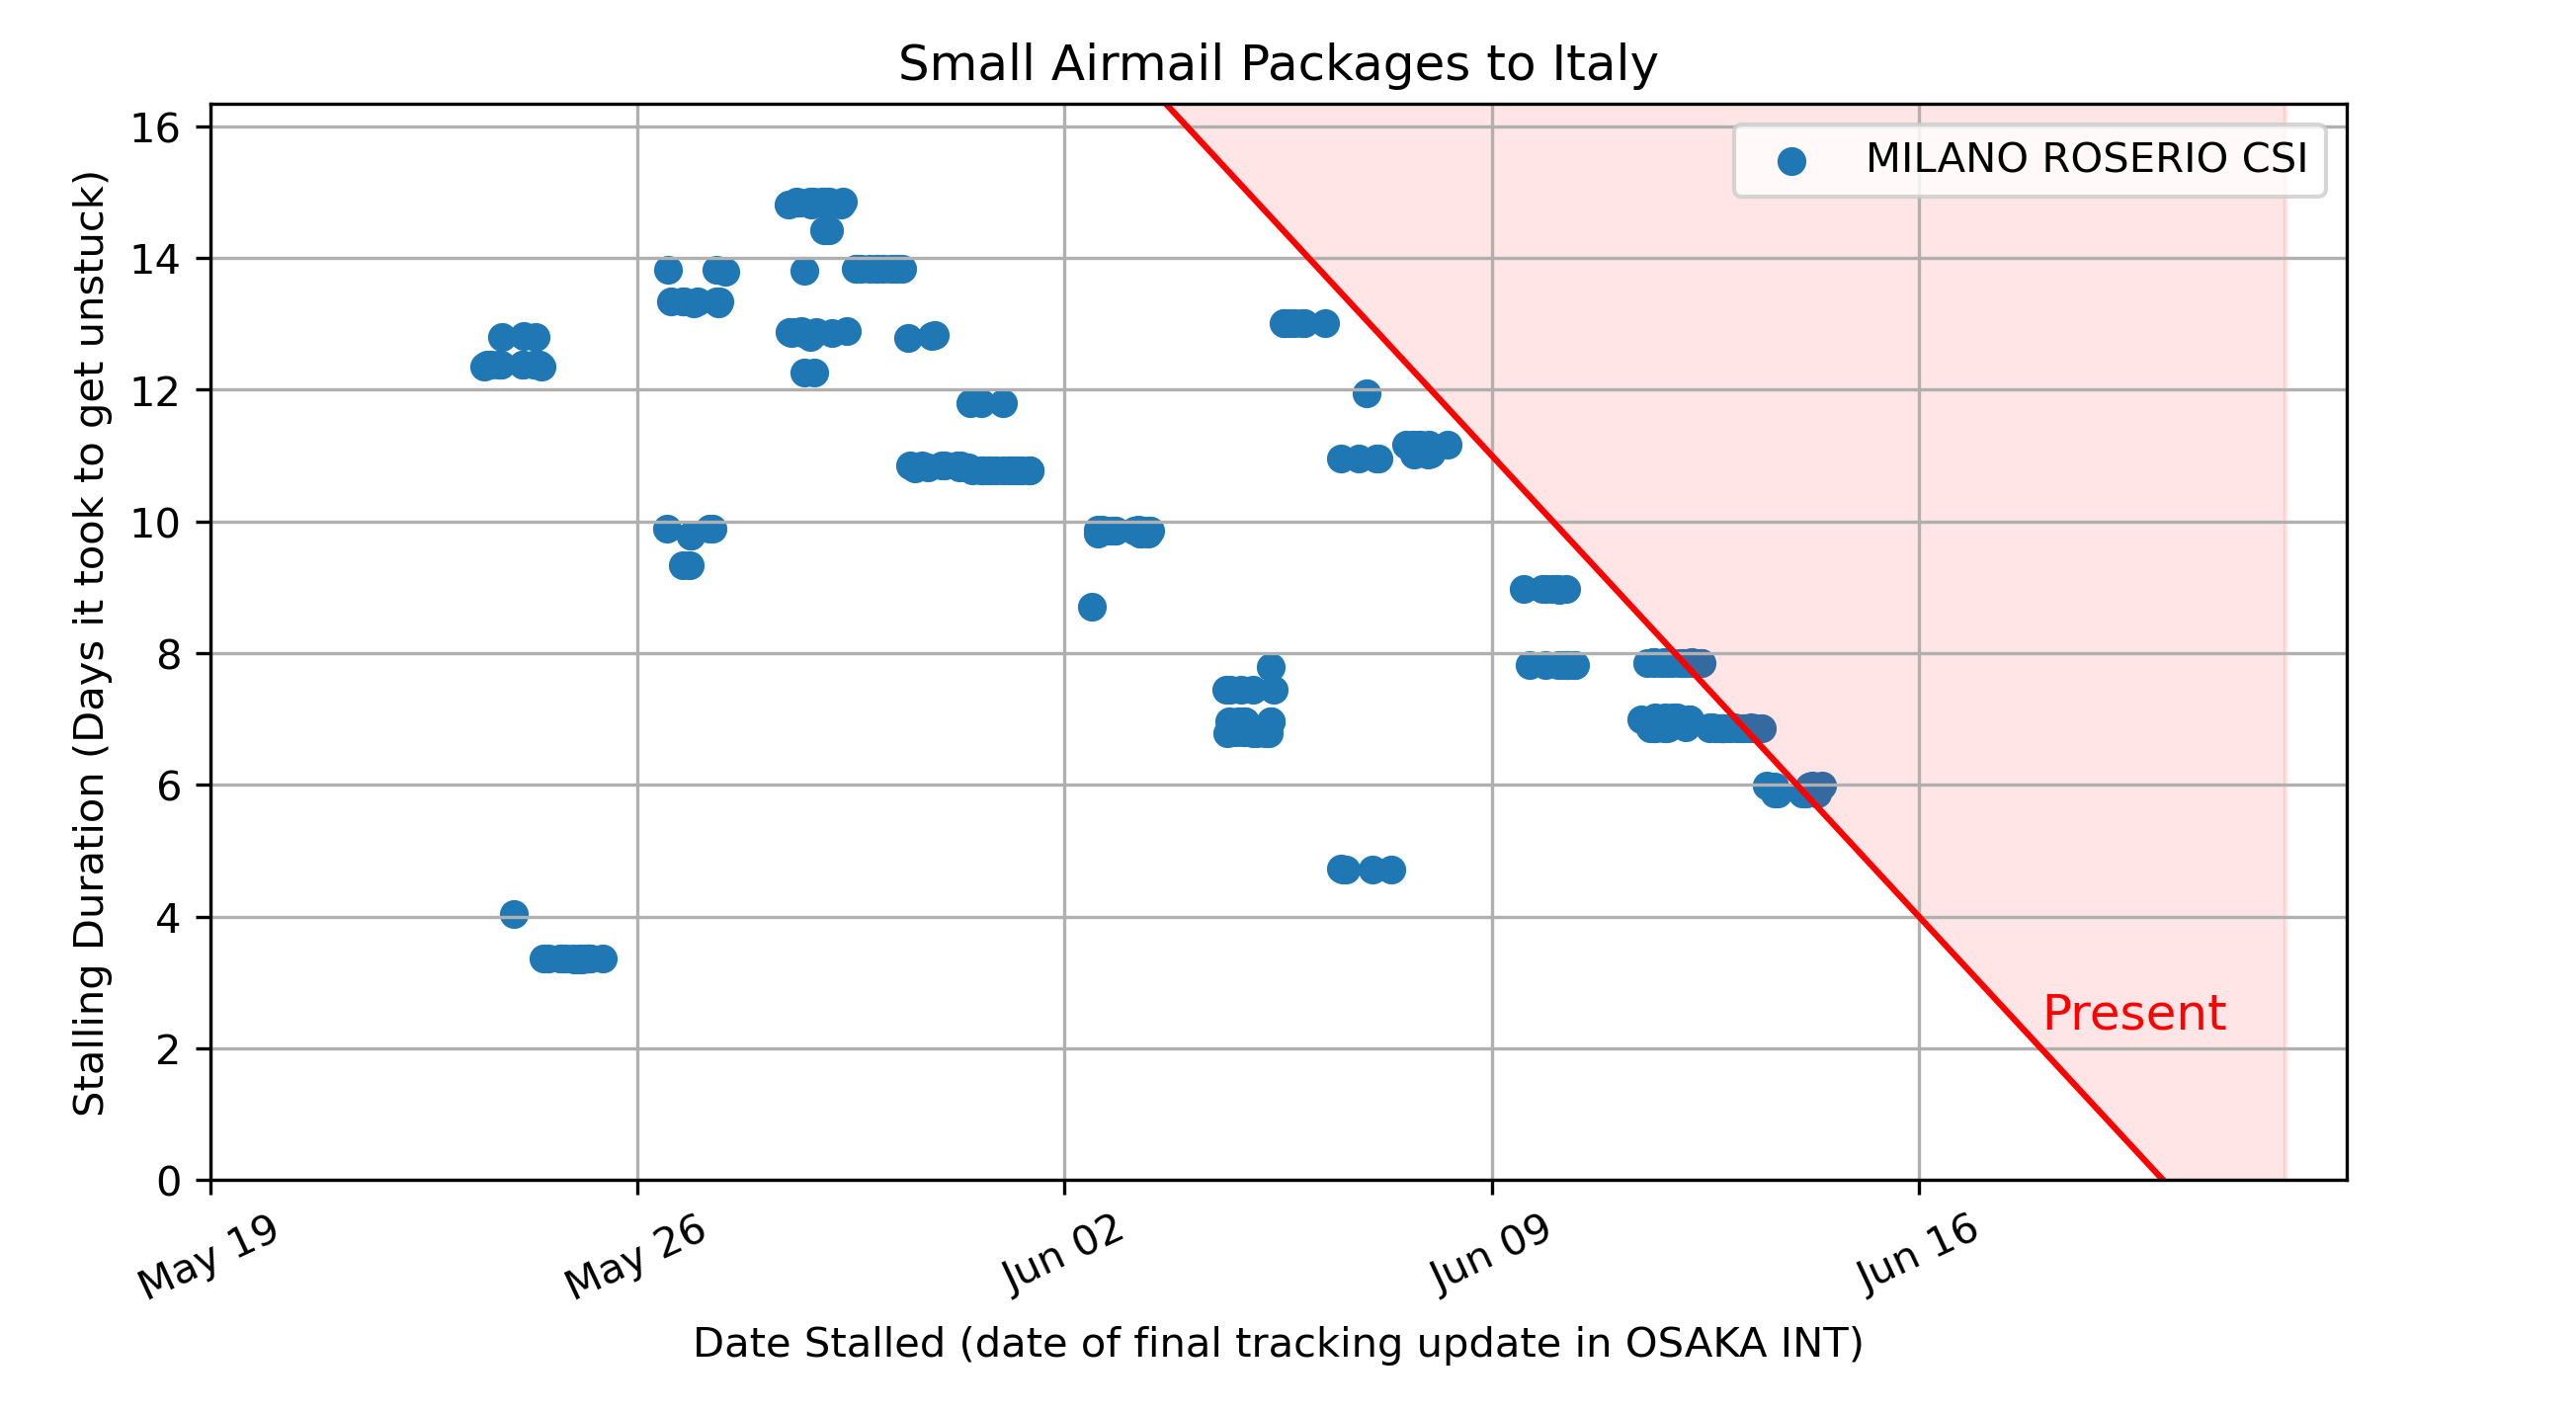 Small Airmail Packages to Italy
MILANO ROSERIO CSI
Stalling Duration (Days it took to get unstuck)
16
14
12
10
8
6
4
2
0
Present
May 19
May 26
Jun 02
Jun 09
Jun 16
Date Stalled (date of final tracking update in OSAKA INT)